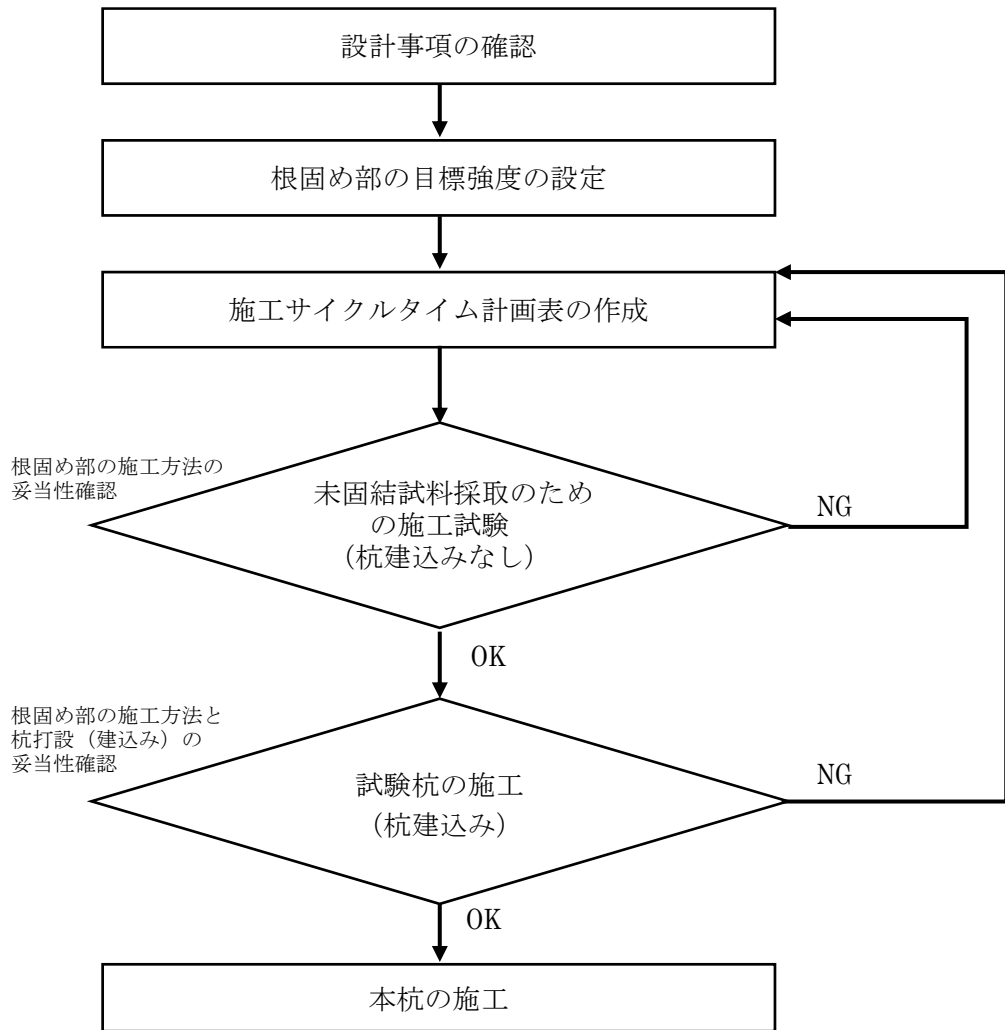 設計事項の確認
根固め部の目標強度の設定
施工サイクルタイム計画表の作成
根固め部の施工方法の
妥当性確認
未固結試料採取のため
の施工試験
（杭建込みなし）
NG
OK
根固め部の施工方法と
杭打設（建込み）の
妥当性確認
試験杭の施工
（杭建込み）
NG
OK
本杭の施工